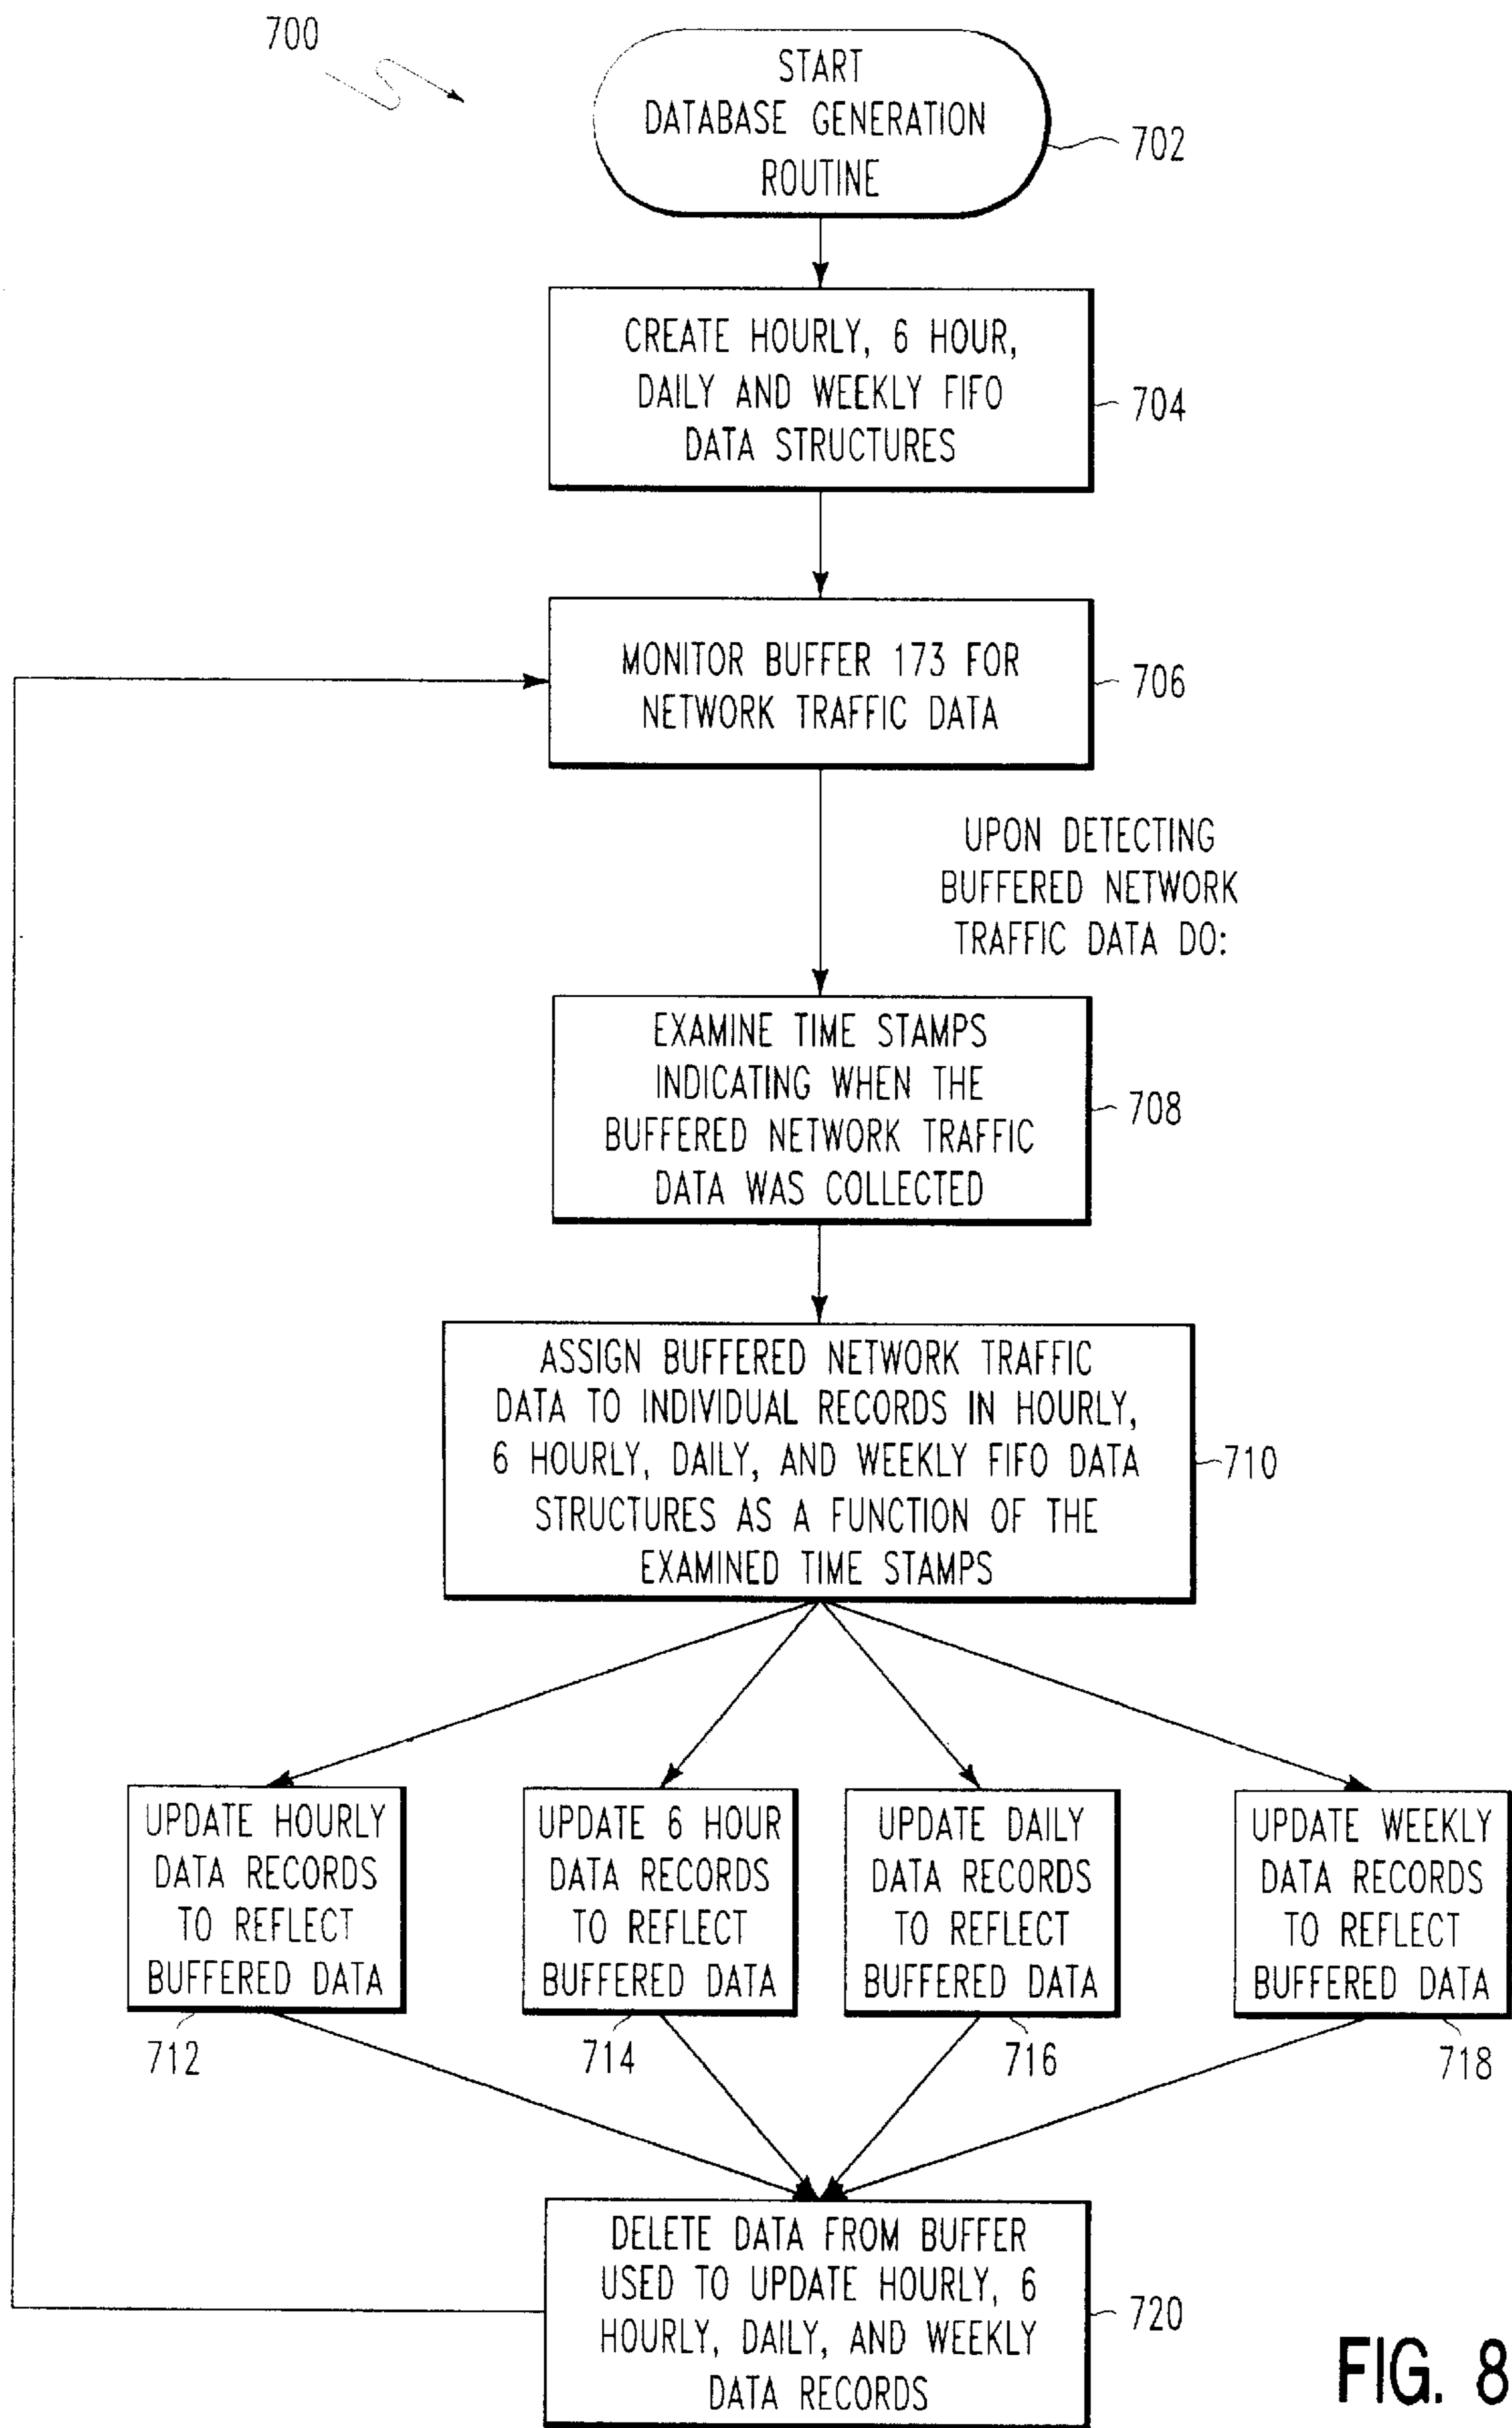 700
START
DATABASE GENERATION
ROUTINE
702
CREATE HOURLY, 6 HOUR,
DAILY AND WEEKLY FIFO
DATA STRUCTURES
704
MONITOR BUFFER 173 FOR
NETWORK TRAFFIC DATA
706
UPON DETECTING
BUFFERED NETWORK
TRAFFIC DATA DO:
EXAMINE TIME STAMPS
INDICATING WHEN THE
BUFFERED NETWORK TRAFFIC
DATA WAS COLLECTED
708
ASSIGN BUFFERED NETWORK TRAFFIC
DATA TO INDIVIDUAL RECORDS IN HOURLY,
6 HOURLY, DAILY, AND WEEKLY FIFO DATA
STRUCTURES AS A FUNCTION OF THE
EXAMINED TIME STAMPS
710
UPDATE HOURLY
DATA RECORDS
TO REFLECT
BUFFERED DATA
712
UPDATE 6 HOUR
DATA RECORDS
TO REFLECT
BUFFERED DATA
714
UPDATE DAILY
DATA RECORDS
TO REFLECT
BUFFERED DATA
716
UPDATE WEEKLY
DATA RECORDS
TO REFLECT
BUFFERED DATA
718
DELETE DATA FROM BUFFER
USED TO UPDATE HOURLY, 6
HOURLY, DAILY, AND WEEKLY
DATA RECORDS
720
FIG. 8